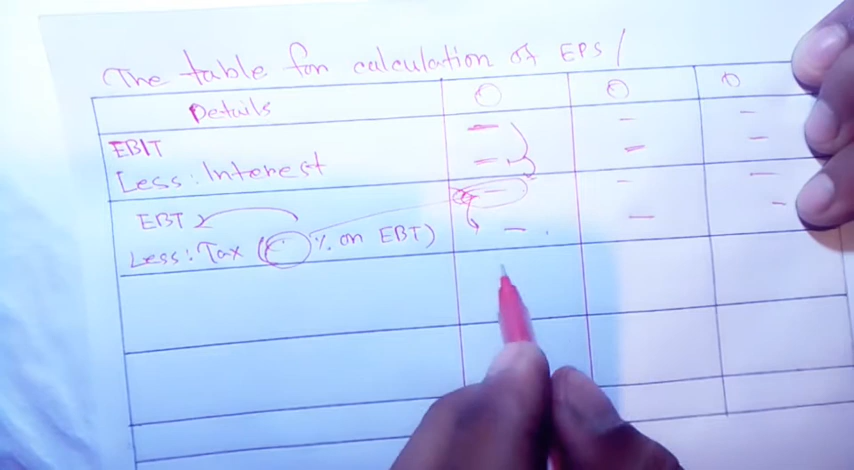 The table for calculation of EPS/
Details
EBIT
Less: Interest
EBT
Less: Tax ( % on EBT)